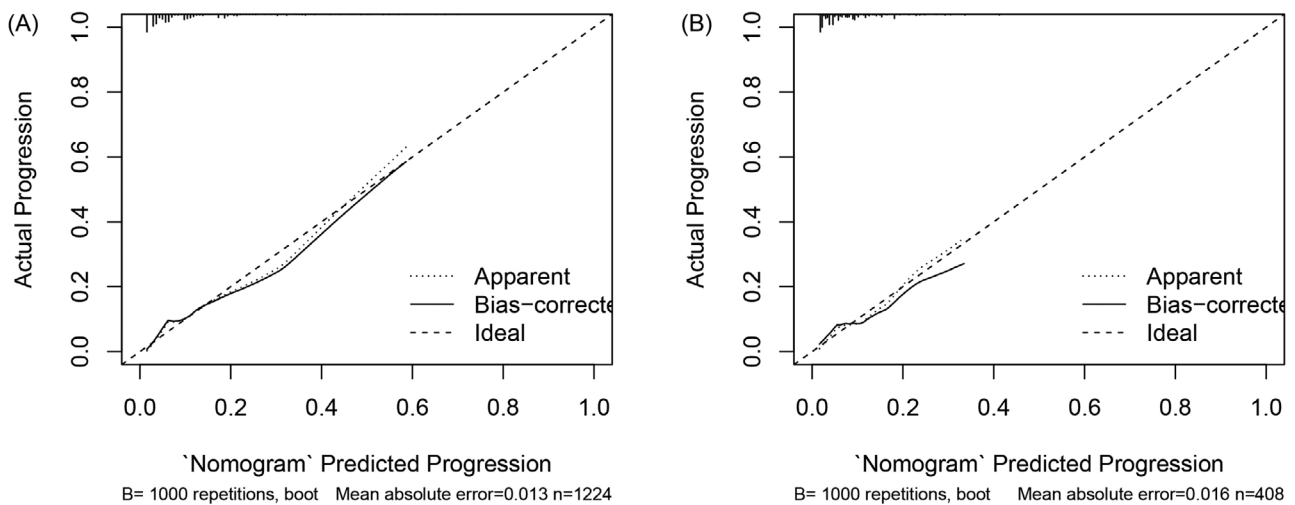 (A)
Actual Progression
1.0
0.8
0.6
0.4
0.2
0.0
Apparent
Bias-correcte
Ideal
0.0 0.2 0.4 0.6 0.8 1.0
`Nomogram` Predicted Progression
B= 1000 repetitions, boot Mean absolute error=0.013 n=1224
(B)
Actual Progression
1.0
0.8
0.6
0.4
0.2
0.0
Apparent
Bias-correcte
Ideal
0.0 0.2 0.4 0.6 0.8 1.0
`Nomogram` Predicted Progression
B= 1000 repetitions, boot Mean absolute error=0.016 n=408